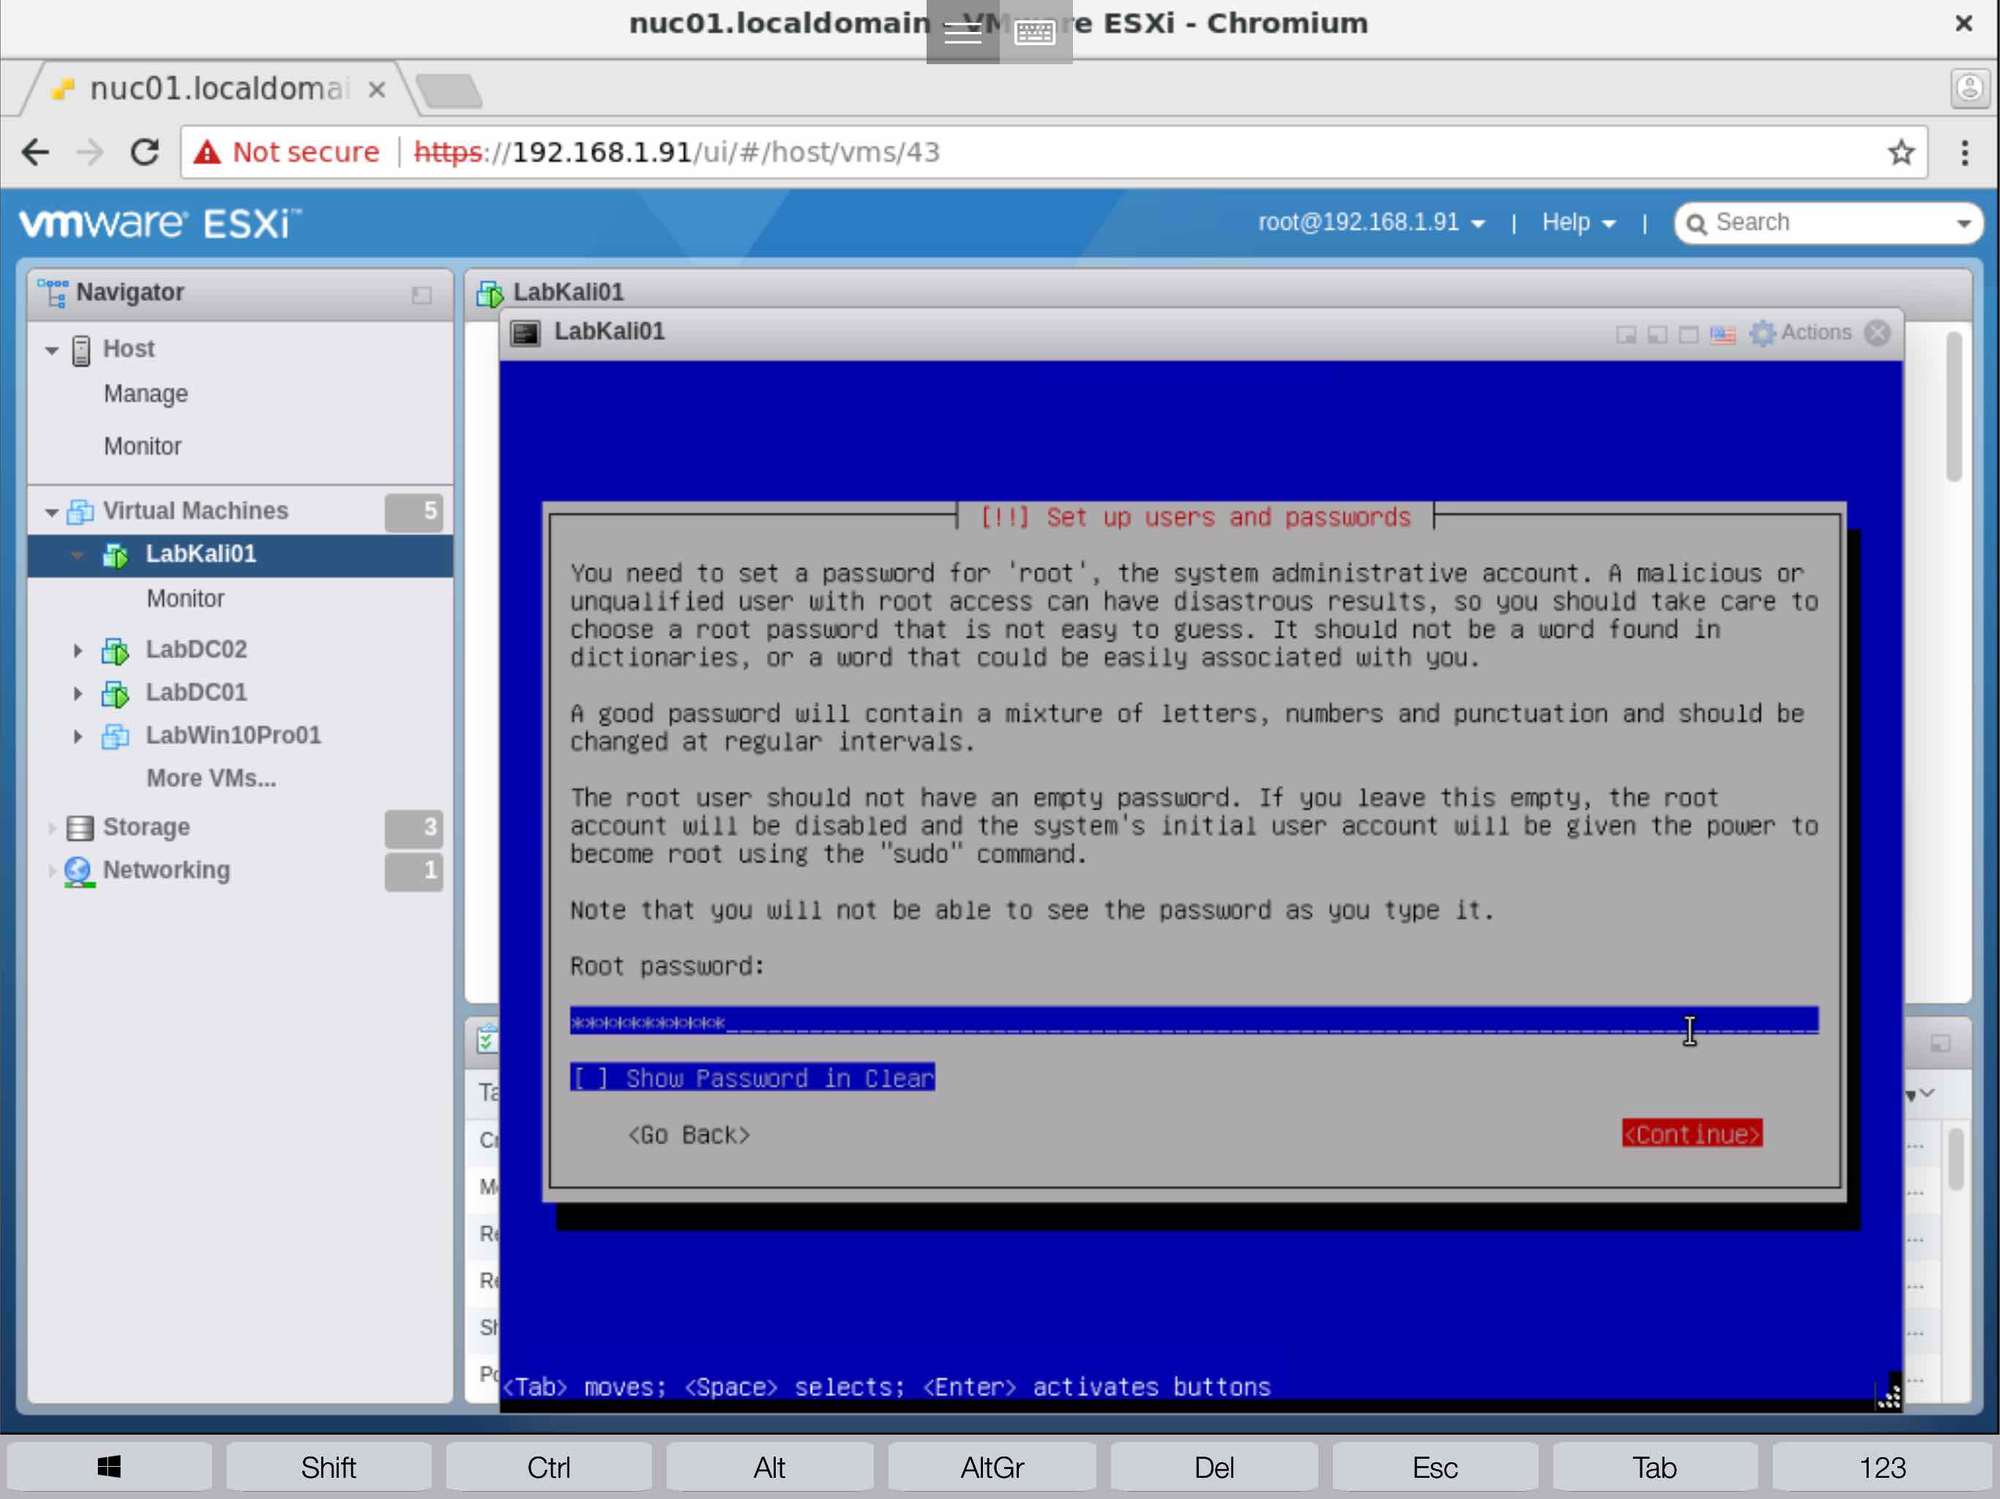 nuc01.localdomain - VMware ESXi - Chromium
nuc01.localdomai
Not secure https://192.168.1.91/ui/#/host/vms/43
vmware ESXi™
root@192.168.1.91 | Help | Search
Navigator
LabKali01
LabKali01
Actions
Host
Manage
Monitor
Virtual Machines 5
LabKali01
Monitor
LabDC02
LabDC01
LabWin10Pro01
More VMs...
Storage 3
Networking 1
[!!] Set up users and passwords
You need to set a password for 'root', the system administrative account. A malicious or
unqualified user with root access can have disastrous results, so you should take care to
choose a root password that is not easy to guess. It should not be a word found in
dictionaries, or a word that could be easily associated with you.
A good password will contain a mixture of letters, numbers and punctuation and should be
changed at regular intervals.
The root user should not have an empty password. If you leave this empty, the root
account will be disabled and the system's initial user account will be given the power to
become root using the "sudo" command.
Note that you will not be able to see the password as you type it.
Root password:
***********
[ ] Show Password in Clear
<Go Back> <Continue>
<Tab> moves; <Space> selects; <Enter> activates buttons
Shift Ctrl Alt AltGr Del Esc Tab 123